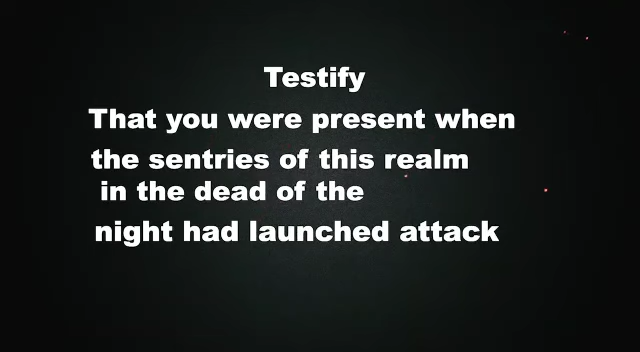 Testify
That you were present when
the sentries of this realm
in the dead of the
night had launched attack